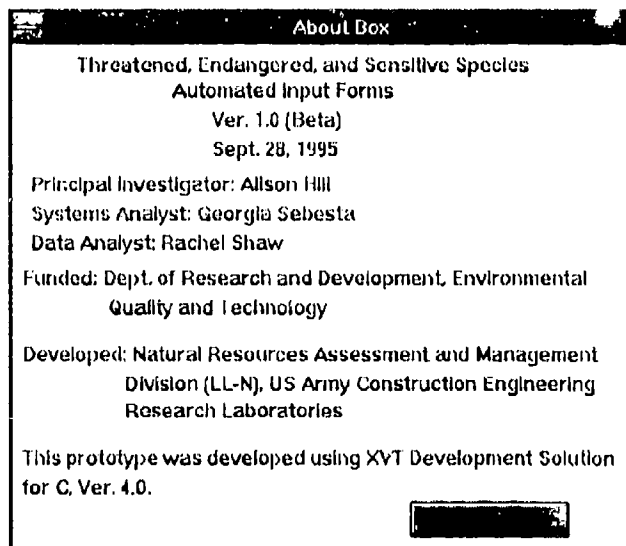 About Box
Threatened, Endangered, and Sensitive Species
Automated Input Forms
Ver. 1.0 (Beta)
Sept. 28, 1995
Principal Investigator: Alison Hill
Systems Analyst: Georgia Sebesta
Data Analyst: Rachel Shaw
Funded: Dept. of Research and Development, Environmental
Quality and Technology
Developed: Natural Resources Assessment and Management
Division (LL-N), US Army Construction Engineering
Research Laboratories
This prototype was developed using XVT Development Solution
for C, Ver. 4.0.